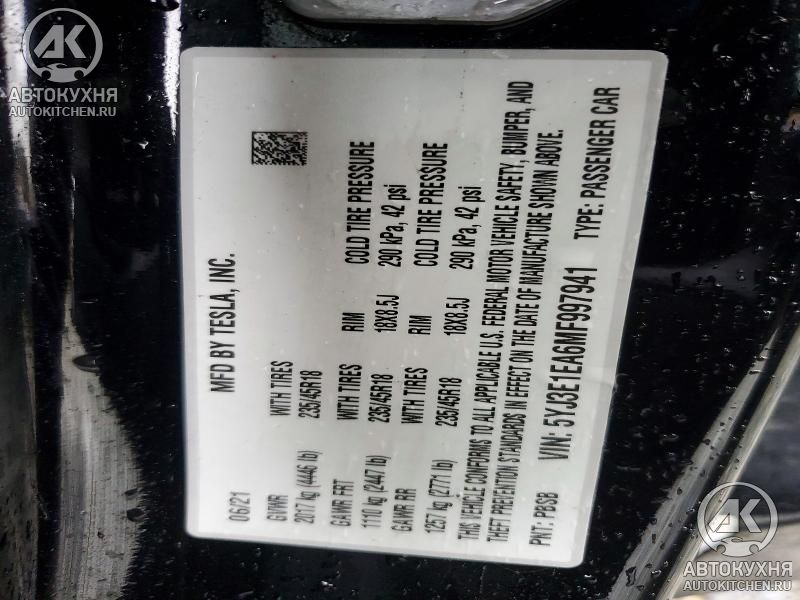 MFD BY TESLA, INC.
06/21
GVWR WITH TIRES RIM COLD TIRE PRESSURE
2017 kg (4446 lb) 235/45R18 18X8.5J 290 kPa, 42 psi
GAWR FRT WITH TIRES RIM COLD TIRE PRESSURE
1110 kg (2447 lb) 235/45R18 18X8.5J 290 kPa, 42 psi
GAWR RR
1257 kg (2771 lb) 235/45R18
THIS VEHICLE CONFORMS TO ALL APPLICABLE U.S. FEDERAL MOTOR VEHICLE SAFETY, BUMPER, AND
THEFT PREVENTION STANDARDS IN EFFECT ON THE DATE OF MANUFACTURE SHOWN ABOVE.
PNT: PBSB VIN: 5YJ3E1EA6MF997941 TYPE: PASSENGER CAR
АК
АВТОКУХНЯ
AUTOKITCHEN.RU
АК
АВТОКУХНЯ
AUTOKITCHEN.RU